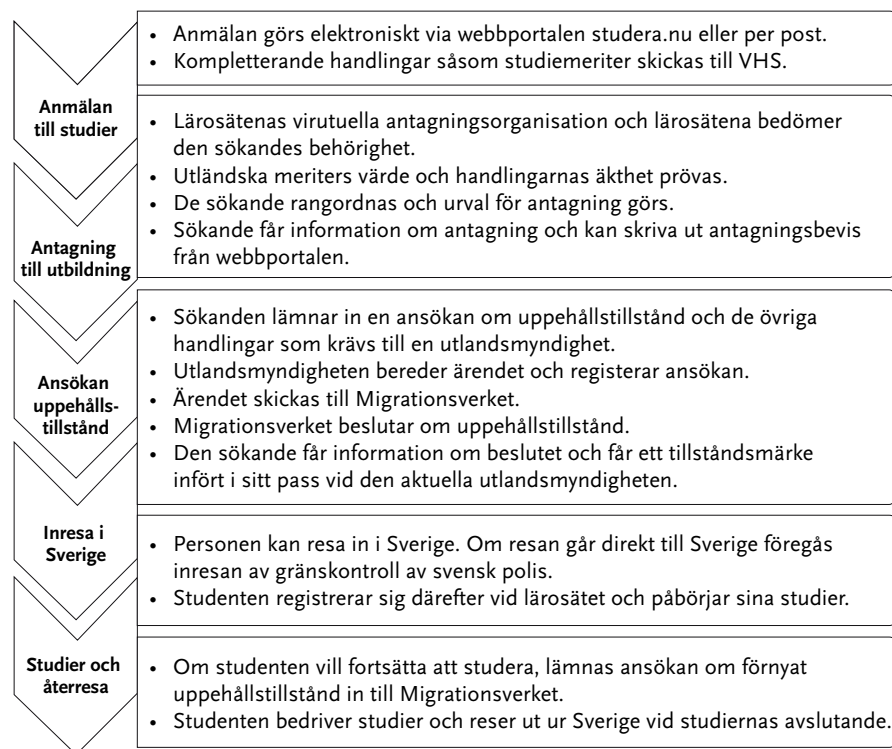 Anmälan
till studier
• Anmälan görs elektroniskt via webbportalen studera.nu eller per post.
• Kompletterande handlingar såsom studiemeriter skickas till VHS.
Antagning
till utbildning
• Lärosätenas virutuella antagningsorganisation och lärosätena bedömer
den sökandes behörighet.
• Utländska meriters värde och handlingarnas äkthet prövas.
• De sökande rangordnas och urval för antagning görs.
• Sökande får information om antagning och kan skriva ut antagningsbevis
från webbportalen.
Ansökan
uppehålls-
tillstånd
• Sökanden lämnar in en ansökan om uppehållstillstånd och de övriga
handlingar som krävs till en utlandsmyndighet.
• Utlandsmyndigheten bereder ärendet och registerar ansökan.
• Ärendet skickas till Migrationsverket.
• Migrationsverket beslutar om uppehållstillstånd.
• Den sökande får information om beslutet och får ett tillståndsmärke
infört i sitt pass vid den aktuella utlandsmyndigheten.
Inresa i
Sverige
• Personen kan resa in i Sverige. Om resan går direkt till Sverige föregås
inresan av gränskontroll av svensk polis.
• Studenten registrerar sig därefter vid lärosätet och påbörjar sina studier.
Studier och
återresa
• Om studenten vill fortsätta att studera, lämnas ansökan om förnyat
uppehållstillstånd in till Migrationsverket.
• Studenten bedriver studier och reser ut ur Sverige vid studiernas avslutande.